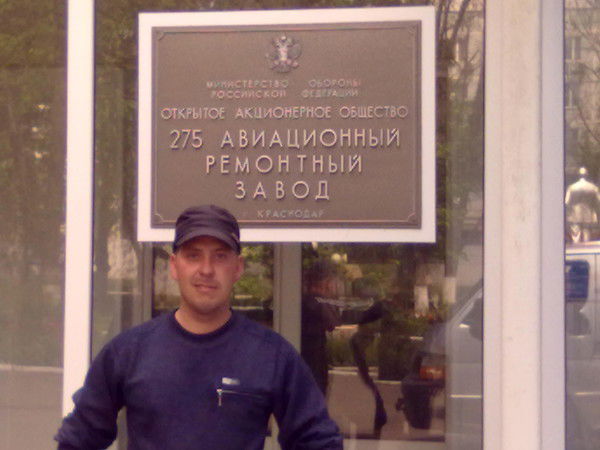 МИНИСТЕРСТВО ОБОРОНЫ
РОССИЙСКОЙ ФЕДЕРАЦИИ
ОТКРЫТОЕ АКЦИОНЕРНОЕ ОБЩЕСТВО
275 АВИАЦИОННЫЙ
РЕМОНТНЫЙ
ЗАВОД
г. КРАСНОДАР